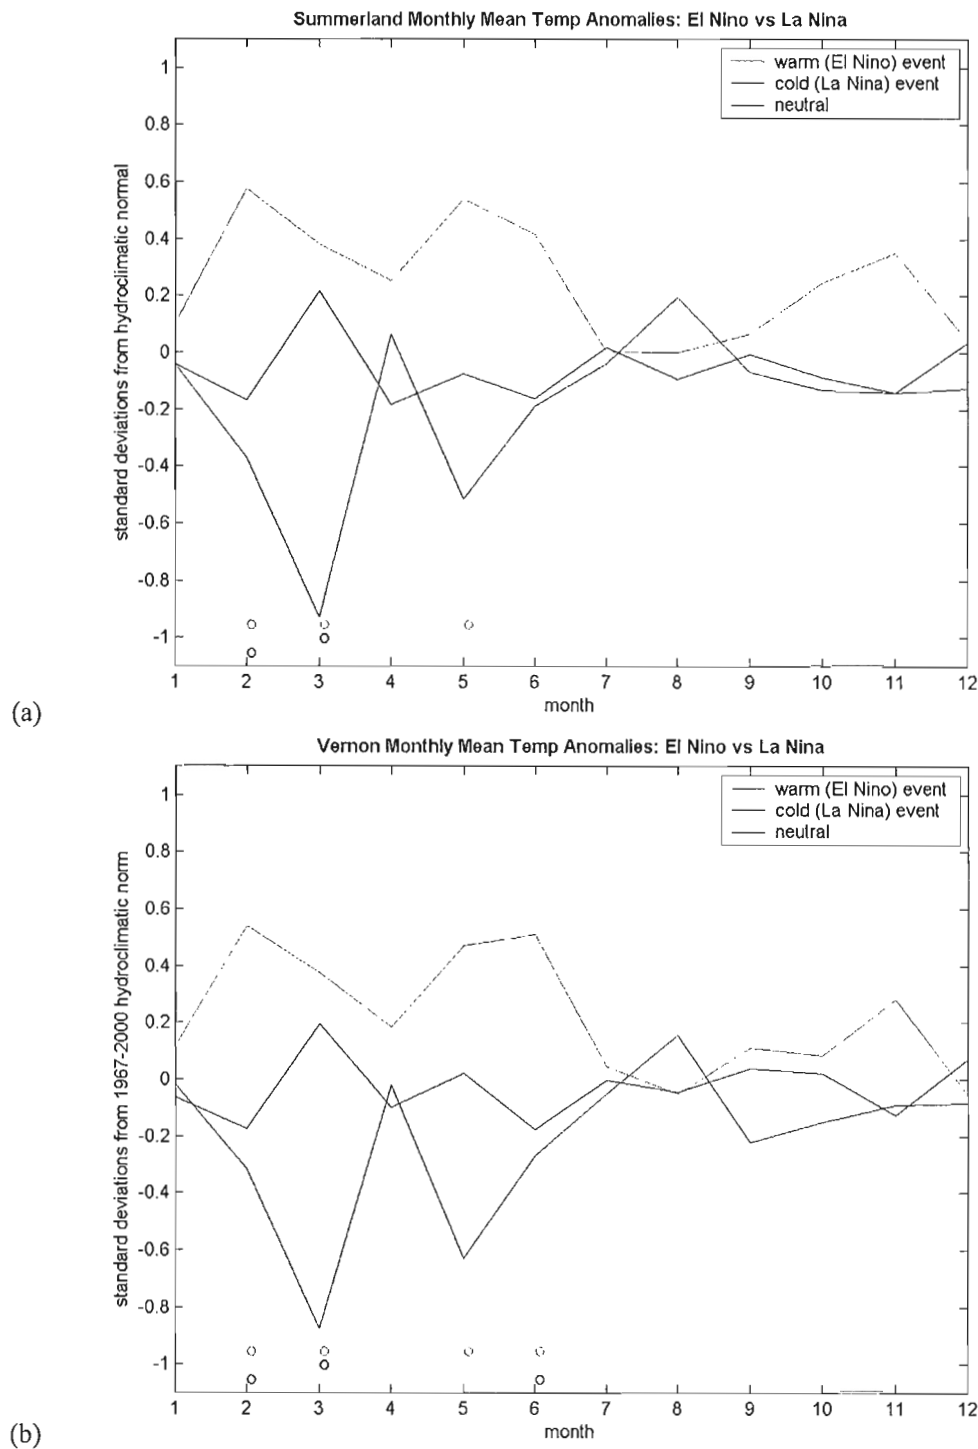 Summerland Monthly Mean Temp Anomalies: El Nino vs La Nina
warm (El Nino) event
cold (La Nina) event
neutral
standard deviations from hydroclimatic normal
1
0.8
0.6
0.4
0.2
0
-0.2
-0.4
-0.6
-0.8
-1
1 2 3 4 5 6 7 8 9 10 11 12
month
(a)
Vernon Monthly Mean Temp Anomalies: El Nino vs La Nina
warm (El Nino) event
cold (La Nina) event
neutral
standard deviations from 1967-2000 hydroclimatic norm
1
0.8
0.6
0.4
0.2
0
-0.2
-0.4
-0.6
-0.8
-1
1 2 3 4 5 6 7 8 9 10 11 12
month
(b)